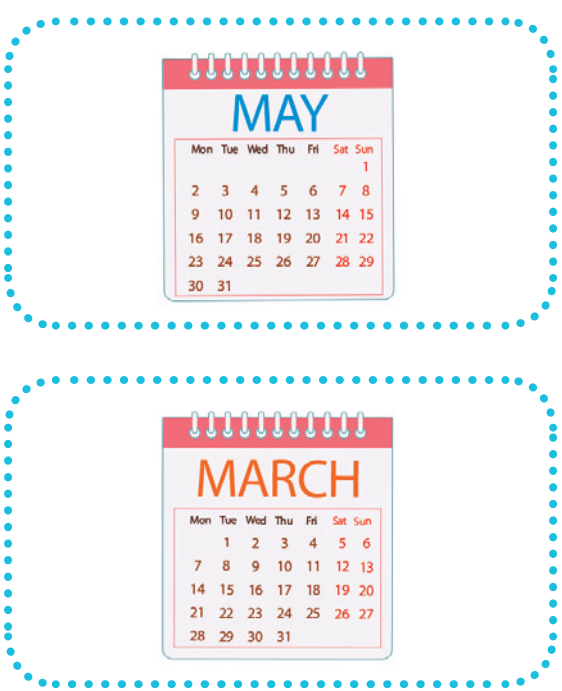 MAY
Mon Tue Wed Thu Fri Sat Sun
1
2 3 4 5 6 7 8
9 10 11 12 13 14 15
16 17 18 19 20 21 22
23 24 25 26 27 28 29
30 31
MARCH
Mon Tue Wed Thu Fri Sat Sun
1 2 3 4 5 6
7 8 9 10 11 12 13
14 15 16 17 18 19 20
21 22 23 24 25 26 27
28 29 30 31